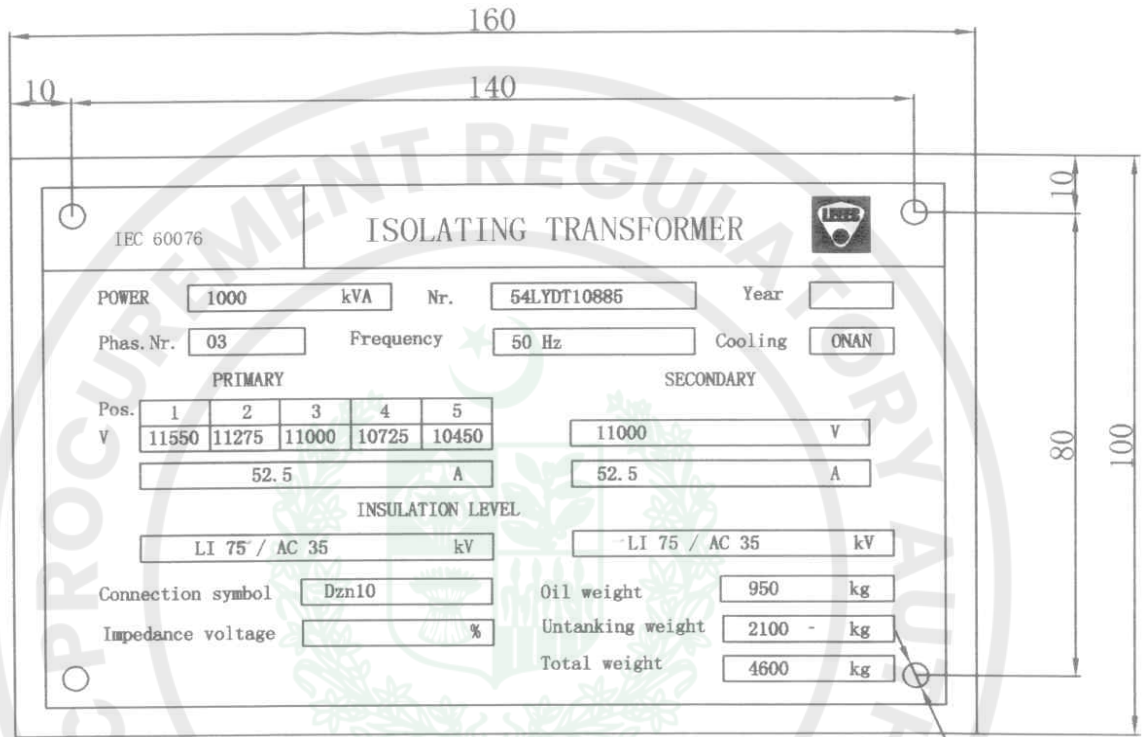 160
10 140
IEC 60076 ISOLATING TRANSFORMER
10
POWER 1000 kVA Nr. 54LYDT10885 Year
Phas.Nr. 03 Frequency 50 Hz Cooling ONAN
PRIMARY SECONDARY
Pos. 1 2 3 4 5
V 11550 11275 11000 10725 10450 11000 V
80 100
52.5 A 52.5 A
INSULATION LEVEL
LI 75 / AC 35 kV LI 75 / AC 35 kV
Connection symbol Dzn10 Oil weight 950 kg
Impedance voltage % Untanking weight 2100 - kg
Total weight 4600 kg
PROCUREMENT REGULATORY